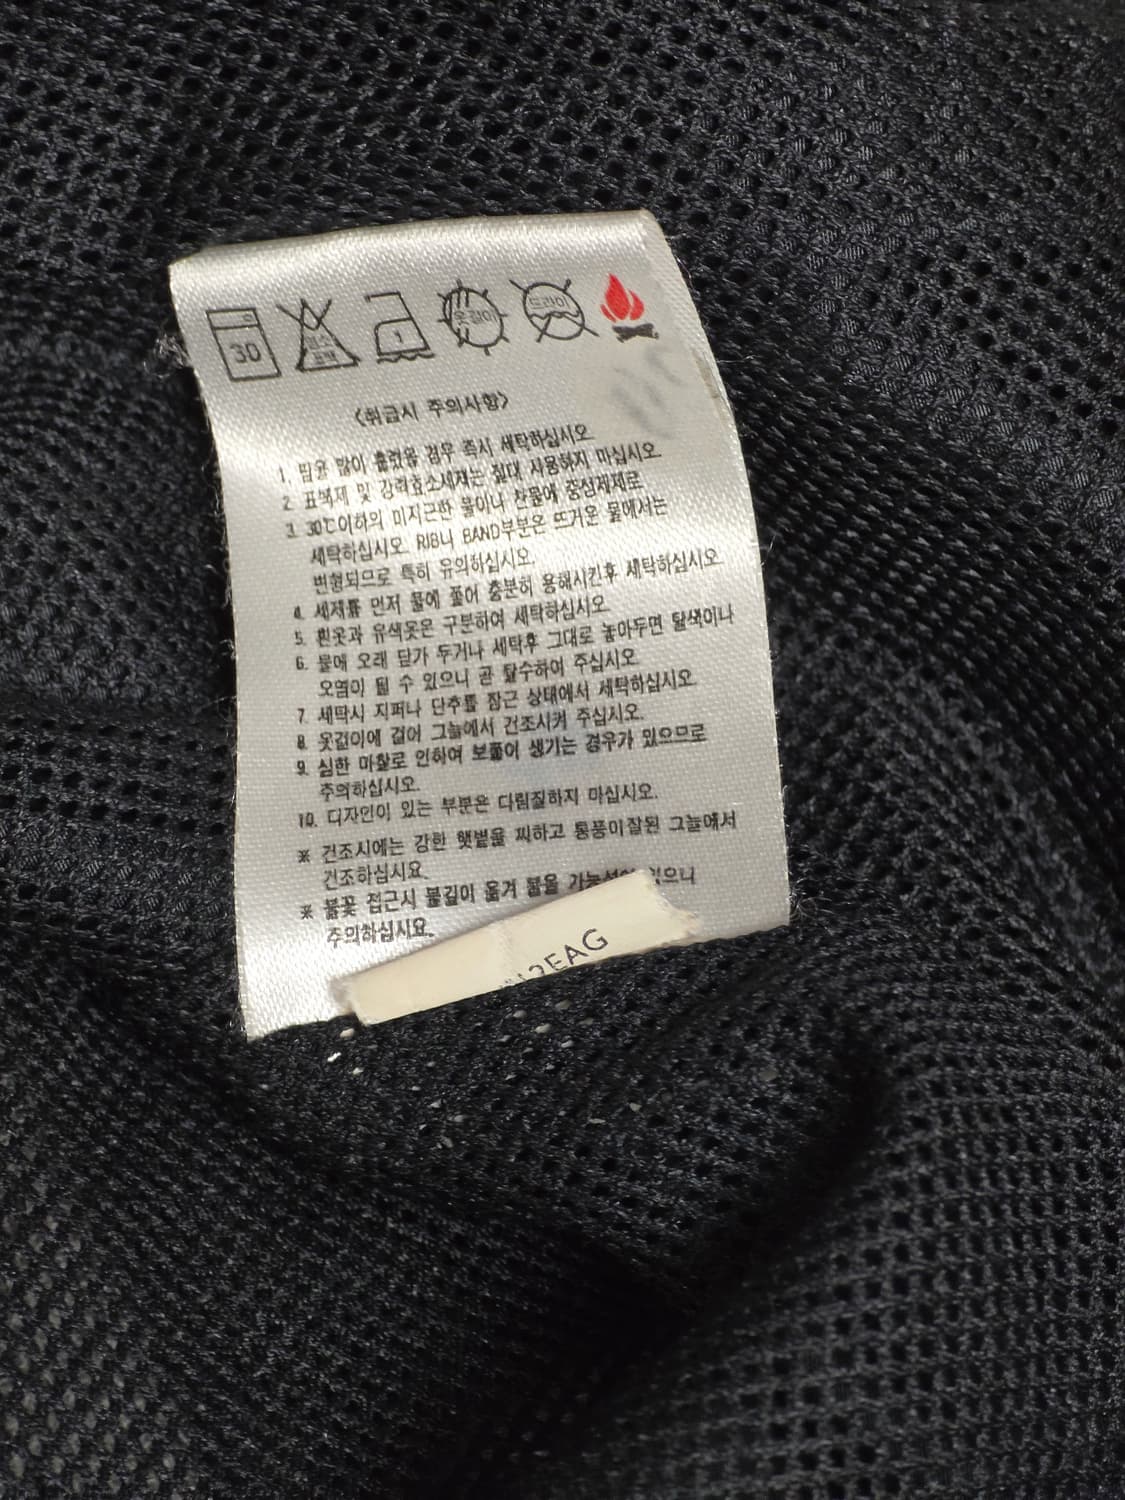 30
염소
표백
1
옷걸이
드라이
<취급시 주의사항>
1. 땀을 많이 흘렸을 경우 즉시 세탁하십시오.
2. 표백제 및 강력효소세제는 절대 사용하지 마십시오.
3. 30℃이하의 미지근한 물이나 찬물에 중성세제로
세탁하십시오. RIB나 BAND부분은 뜨거운 물에서는
변형되므로 특히 유의하십시오.
4. 세제를 먼저 물에 풀어 충분히 용해시킨후 세탁하십시오.
5. 흰옷과 유색옷은 구분하여 세탁하십시오.
6. 물에 오래 담가 두거나 세탁후 그대로 놓아두면 탈색이나
오염이 될 수 있으니 곧 탈수하여 주십시오.
7. 세탁시 지퍼나 단추를 잠근 상태에서 세탁하십시오.
8. 옷걸이에 걸어 그늘에서 건조시켜 주십시오.
9. 심한 마찰로 인하여 보풀이 생기는 경우가 있으므로
주의하십시오.
10. 디자인이 있는 부분은 다림질하지 마십시오.
※ 건조시에는 강한 햇볕을 피하고 통풍이잘된 그늘에서
건조하십시요.
※ 불꽃 접근시 불길이 옮겨 붙을 있으니
주의하십시요.
2EAG